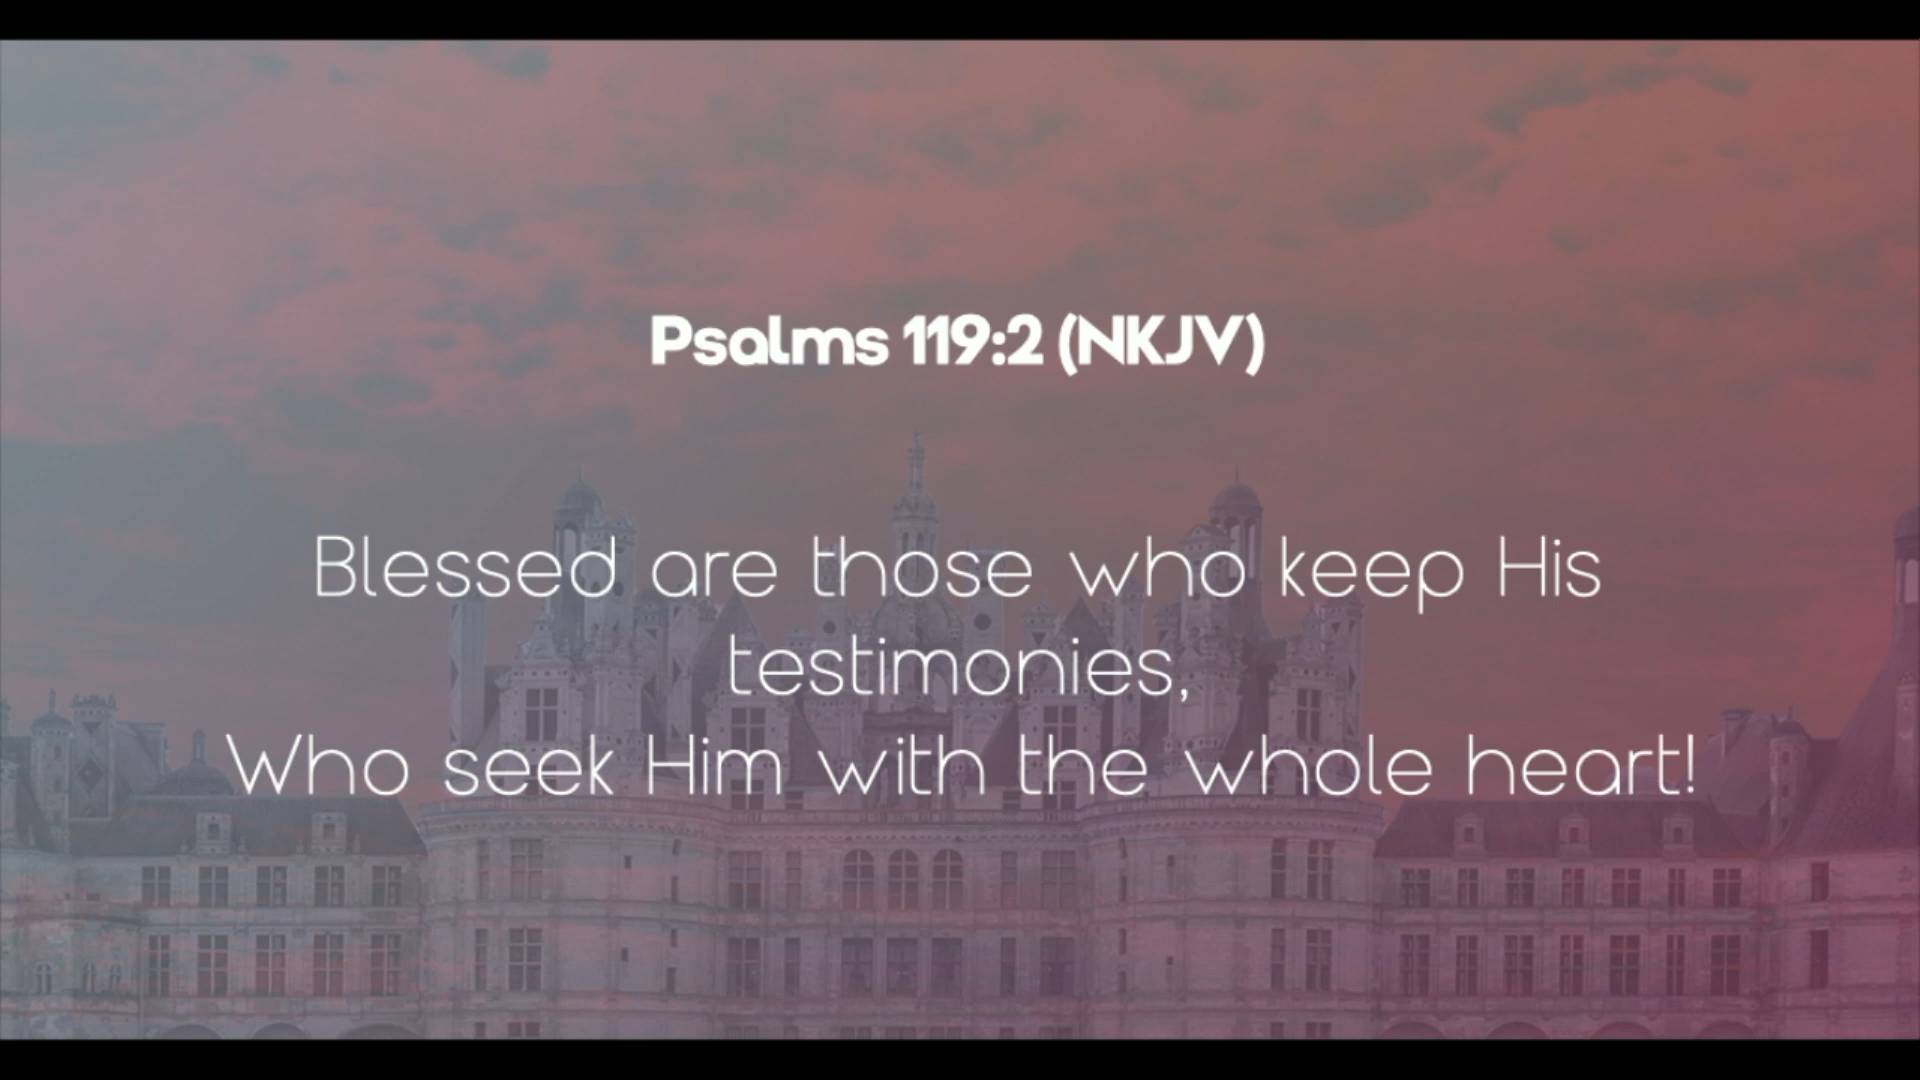 Psalms 119:2 (NKJV)
Blessed are those who keep His
testimonies,
Who seek Him with the whole heart!